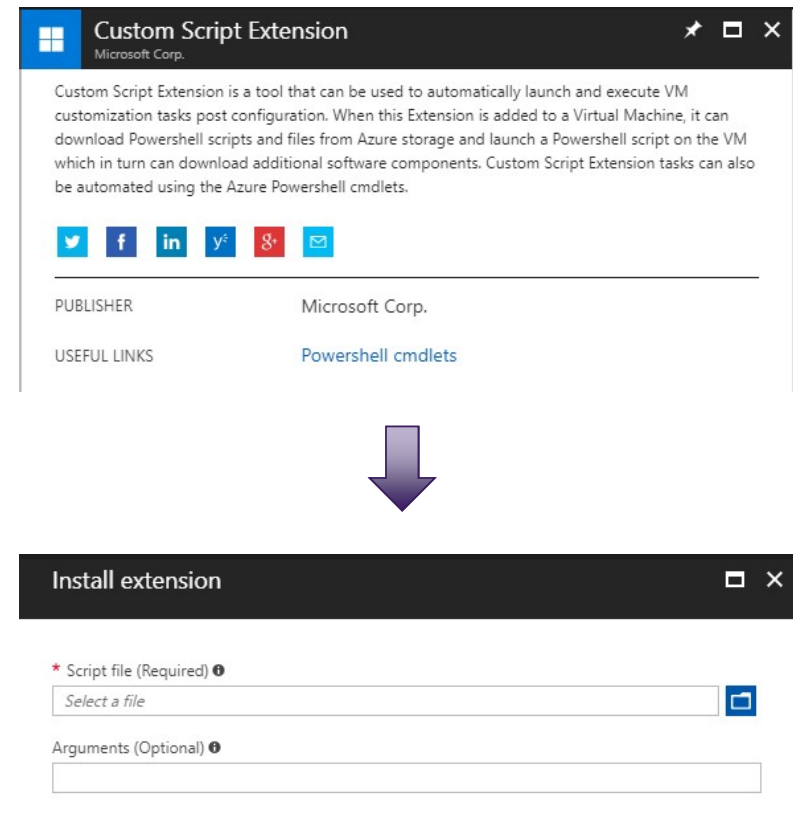 Custom Script Extension
Microsoft Corp.
Custom Script Extension is a tool that can be used to automatically launch and execute VM
customization tasks post configuration. When this Extension is added to a Virtual Machine, it can
download Powershell scripts and files from Azure storage and launch a Powershell script on the VM
which in turn can download additional software components. Custom Script Extension tasks can also
be automated using the Azure Powershell cmdlets.
PUBLISHER Microsoft Corp.
USEFUL LINKS Powershell cmdlets
Install extension
* Script file (Required)
Select a file
Arguments (Optional)